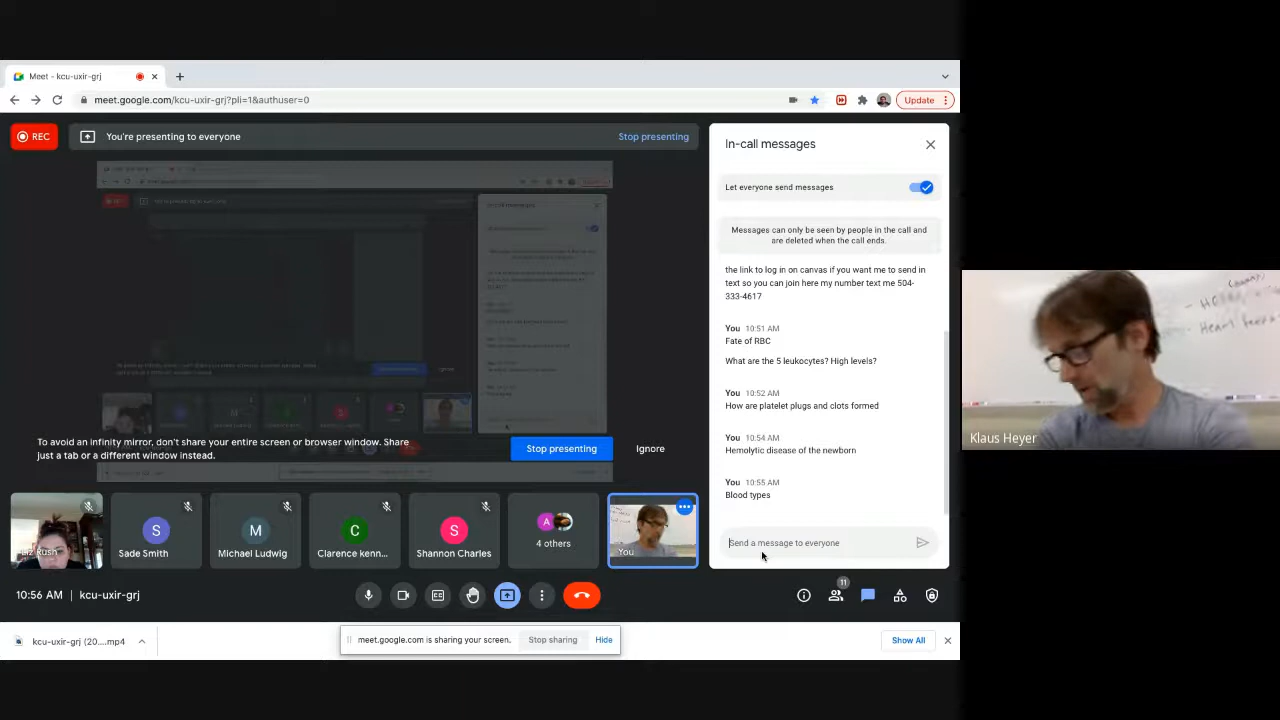 Meet - kcu-uxir-grj
meet.google.com/kcu-uxir-grj?pli=1&authuser=0
Update
REC
You're presenting to everyone
Stop presenting
In-call messages
Let everyone send messages
Messages can only be seen by people in the call and
are deleted when the call ends.
the link to log in on canvas if you want me to send in
text so you can join here my number text me 504-
333-4617
You 10:51 AM
Fate of RBC
What are the 5 leukocytes? High levels?
You 10:52 AM
How are platelet plugs and clots formed
You 10:54 AM
Hemolytic disease of the newborn
You 10:55 AM
Blood types
Send a message to everyone
To avoid an infinity mirror, don't share your entire screen or browser window. Share
just a tab or a different window instead.
Stop presenting
Ignore
Liz Rush
S
Sade Smith
M
Michael Ludwig
C
Clarence kenn...
S
Shannon Charles
A
4 others
You
Klaus Heyer
10:56 AM
kcu-uxir-grj
11
kcu-uxir-grj (20....mp4
meet.google.com is sharing your screen.
Stop sharing
Hide
Show All